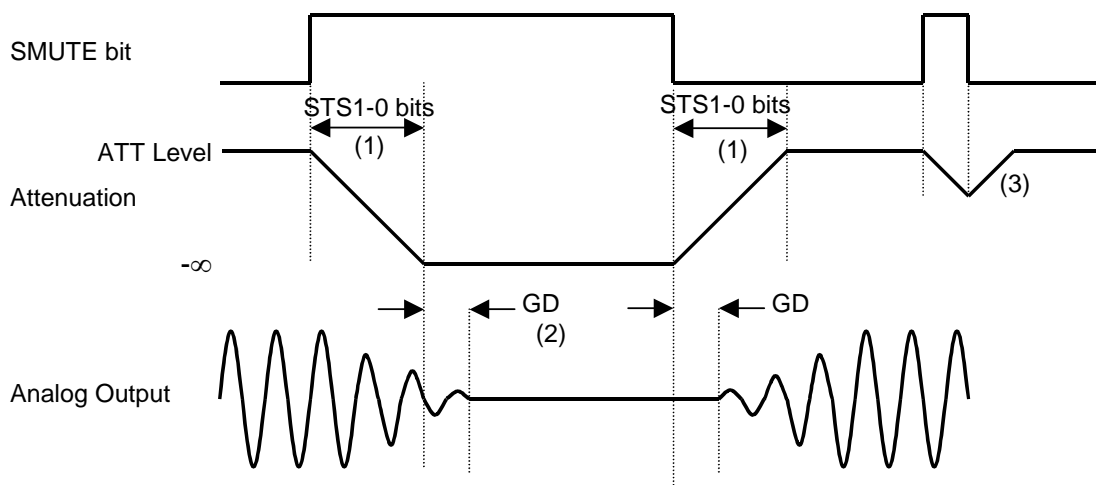 SMUTE bit
STS1-0 bits
(1)
STS1-0 bits
(1)
ATT Level
Attenuation
(3)
-∞
GD
(2)
GD
Analog Output